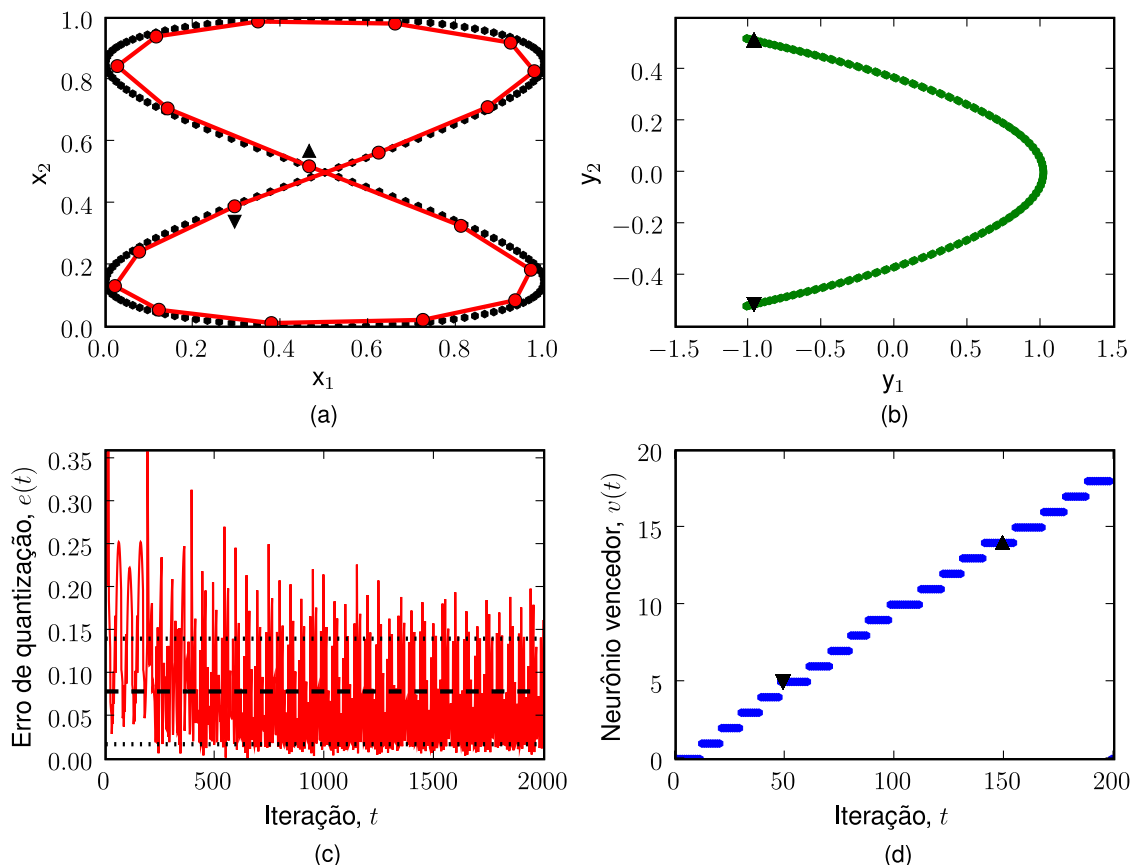 1.0
0.8
0.6
0.4
0.2
0.0
x₂
0.0 0.2 0.4 0.6 0.8 1.0
x₁
(a)
0.4
0.2
0.0
−0.2
−0.4
y₂
−1.5 −1.0 −0.5 0.0 0.5 1.0 1.5
y₁
(b)
0.35
0.30
0.25
0.20
0.15
0.10
0.05
0.00
Erro de quantização, e(t)
0 500 1000 1500 2000
Iteração, t
(c)
20
15
10
5
0
Neurônio vencedor, v(t)
0 50 100 150 200
Iteração, t
(d)